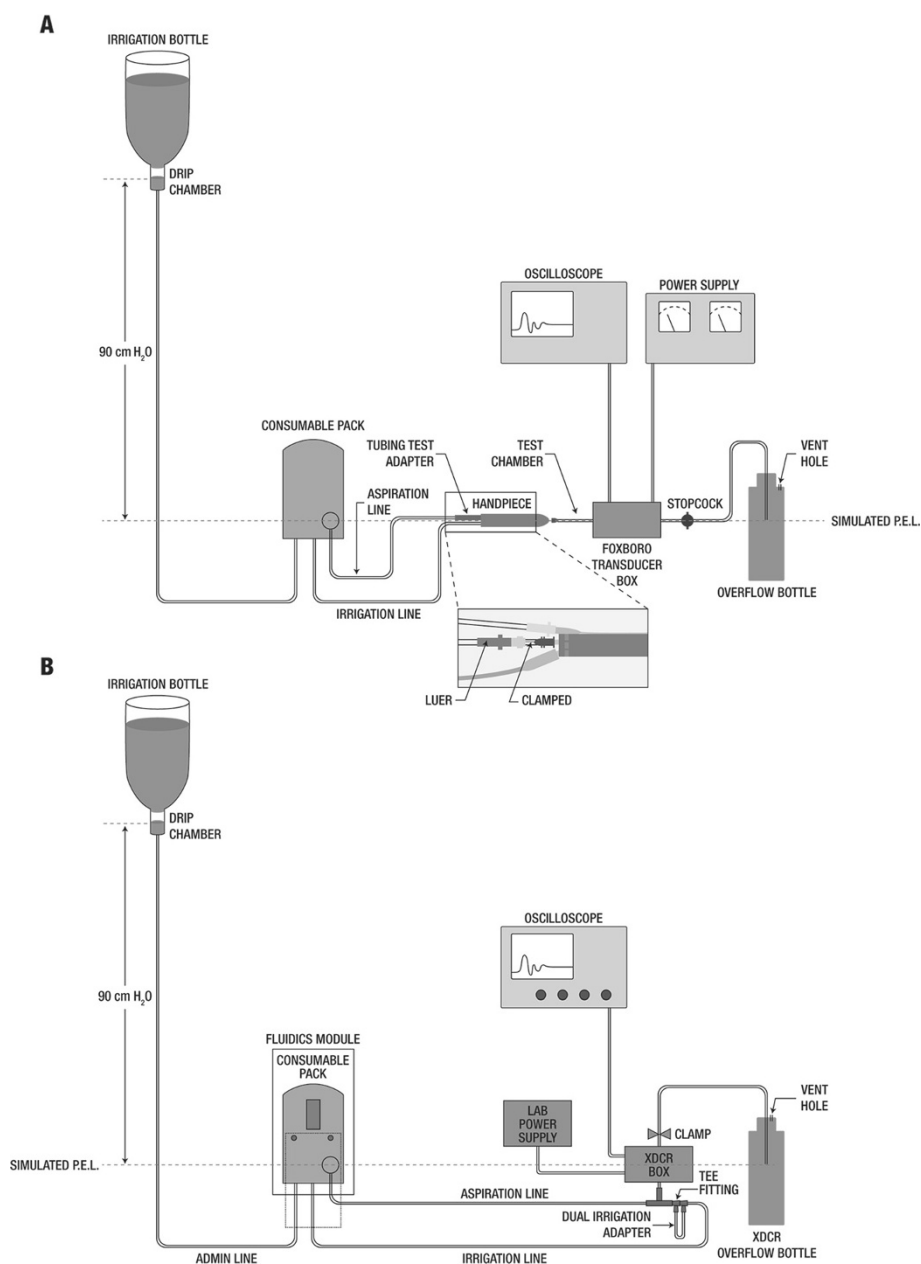 A
IRRIGATION BOTTLE
DRIP
CHAMBER
OSCILLOSCOPE
POWER SUPPLY
90 cm H₂O
CONSUMABLE PACK
TUBING TEST
ADAPTER
TEST
CHAMBER
VENT
HOLE
ASPIRATION
LINE
HANDPIECE
STOPCOCK
SIMULATED P.E.L.
FOXBORO
TRANSDUCER
BOX
OVERFLOW BOTTLE
IRRIGATION LINE
LUER
CLAMPED
B
IRRIGATION BOTTLE
DRIP
CHAMBER
OSCILLOSCOPE
90 cm H₂O
FLUIDICS MODULE
CONSUMABLE
PACK
LAB
POWER
SUPPLY
CLAMP
VENT
HOLE
SIMULATED P.E.L.
XDCR
BOX
TEE
FITTING
ASPIRATION LINE
DUAL IRRIGATION
ADAPTER
ADMIN LINE
IRRIGATION LINE
XDCR
OVERFLOW BOTTLE